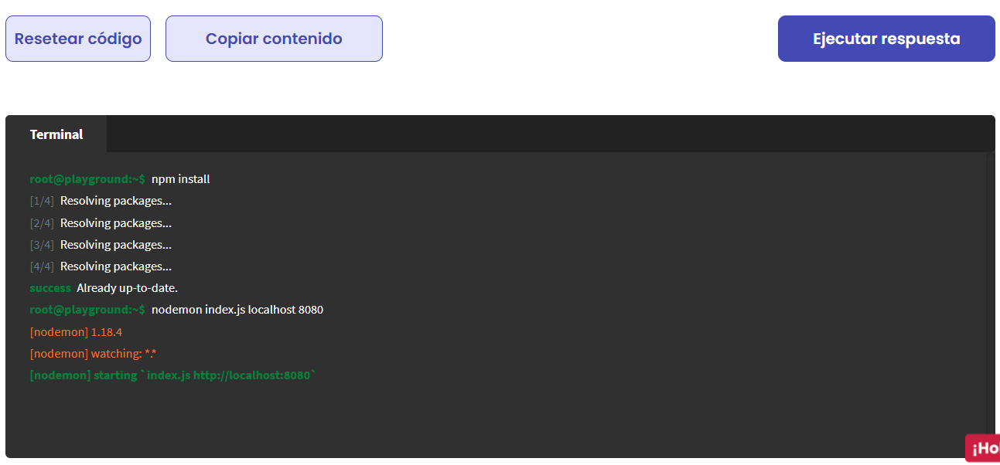 Resetear código
Copiar contenido
Ejecutar respuesta
Terminal
root@playground:~$ npm install
[1/4] Resolving packages...
[2/4] Resolving packages...
[3/4] Resolving packages...
[4/4] Resolving packages...
success Already up-to-date.
root@playground:~$ nodemon index.js localhost 8080
[nodemon] 1.18.4
[nodemon] watching: *.*
[nodemon] starting `index.js http://localhost:8080`
¡Ho